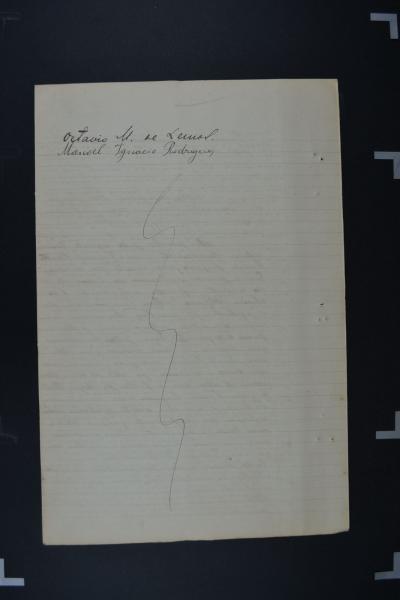 Octavio M. de Lemos.
Manoel Ignacio Rodrigues